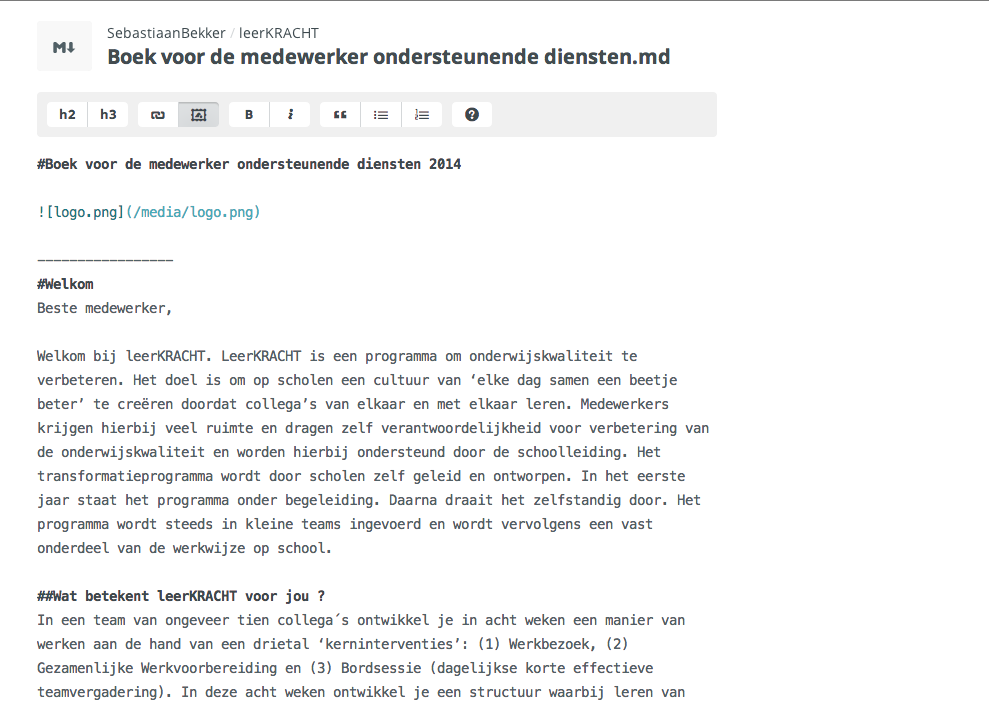 M↓
SebastiaanBekker / leerKRACHT
Boek voor de medewerker ondersteunende diensten.md
h2 h3 B i ?
#Boek voor de medewerker ondersteunende diensten 2014
![logo.png](/media/logo.png)
_________________
#Welkom
Beste medewerker,
Welkom bij leerKRACHT. LeerKRACHT is een programma om onderwijskwaliteit te
verbeteren. Het doel is om op scholen een cultuur van ‘elke dag samen een beetje
beter’ te creëren doordat collega’s van elkaar en met elkaar leren. Medewerkers
krijgen hierbij veel ruimte en dragen zelf verantwoordelijkheid voor verbetering van
de onderwijskwaliteit en worden hierbij ondersteund door de schoolleiding. Het
transformatieprogramma wordt door scholen zelf geleid en ontworpen. In het eerste
jaar staat het programma onder begeleiding. Daarna draait het zelfstandig door. Het
programma wordt steeds in kleine teams ingevoerd en wordt vervolgens een vast
onderdeel van de werkwijze op school.
##Wat betekent leerKRACHT voor jou ?
In een team van ongeveer tien collega´s ontwikkel je in acht weken een manier van
werken aan de hand van een drietal ‘kerninterventies’: (1) Werkbezoek, (2)
Gezamenlijke Werkvoorbereiding en (3) Bordsessie (dagelijkse korte effectieve
teamvergadering). In deze acht weken ontwikkel je een structuur waarbij leren van